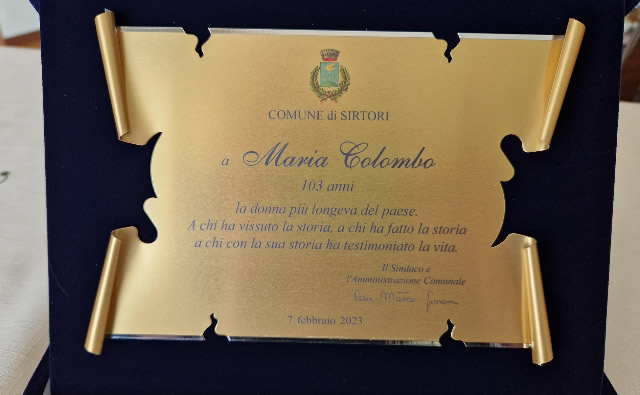 COMUNE di SIRTORI
a Maria Colombo
103 anni
la donna più longeva del paese.
A chi ha vissuto la storia, a chi ha fatto la storia
a chi con la sua storia ha testimoniato la vita.
Il Sindaco e
l'Amministrazione Comunale
7 febbraio 2023